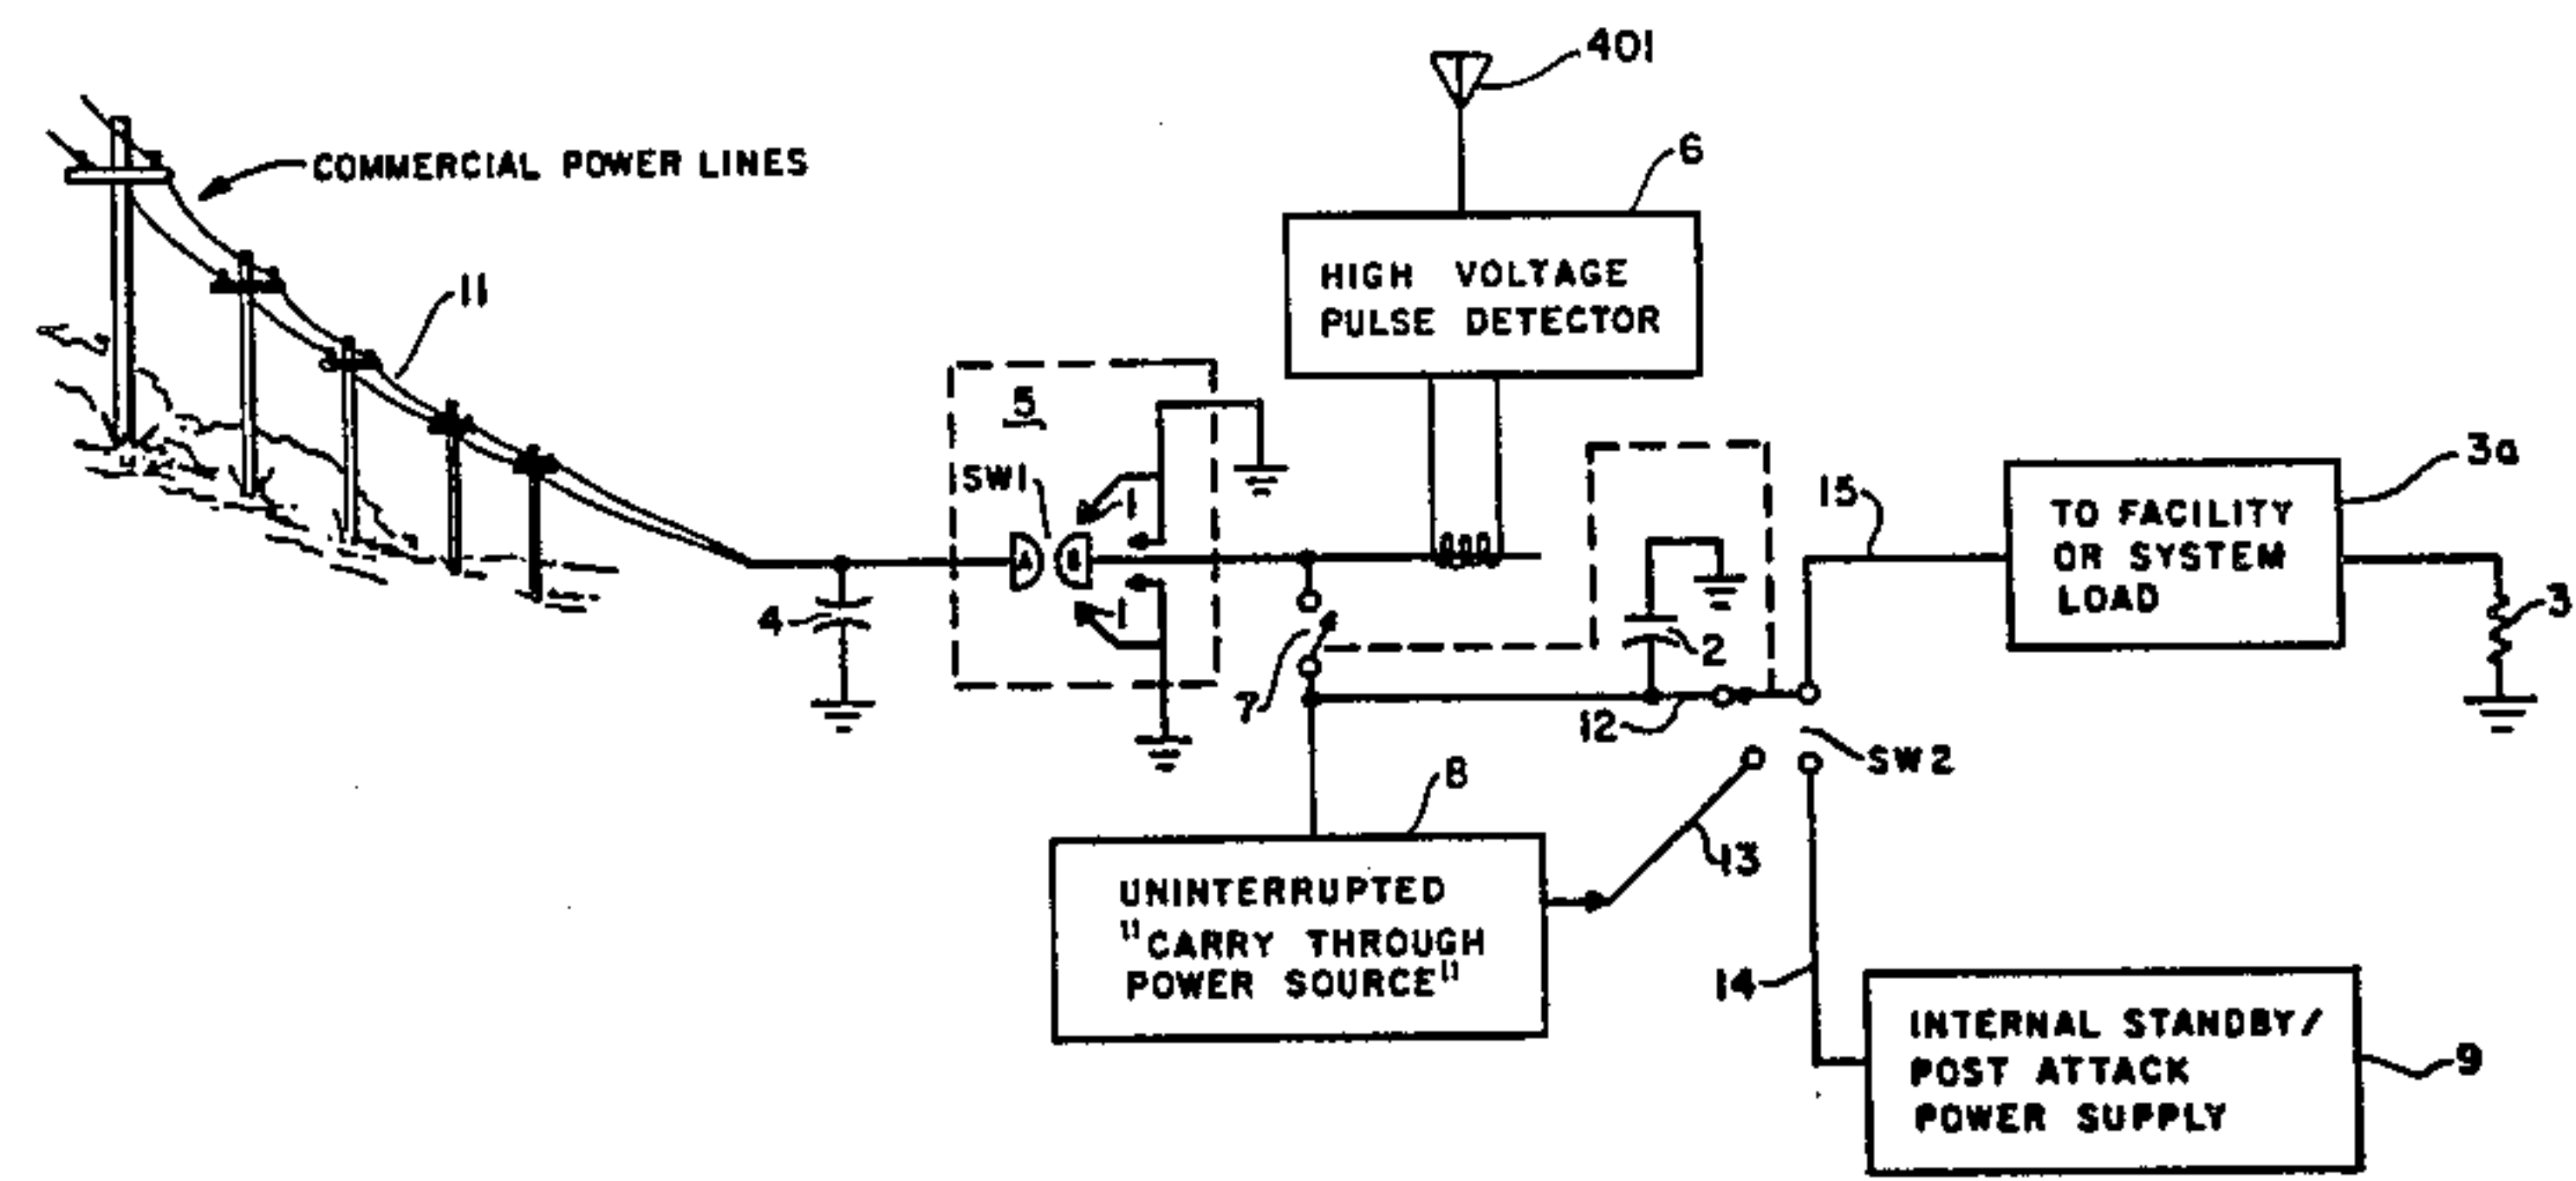 401
COMMERCIAL POWER LINES
6
HIGH VOLTAGE
PULSE DETECTOR
11
5
SW1
1
A
B
1
4
7
2
12
15
TO FACILITY
OR SYSTEM
LOAD
3a
3
SW2
8
UNINTERRUPTED
"CARRY THROUGH
POWER SOURCE"
13
14
INTERNAL STANDBY/
POST ATTACK
POWER SUPPLY
9